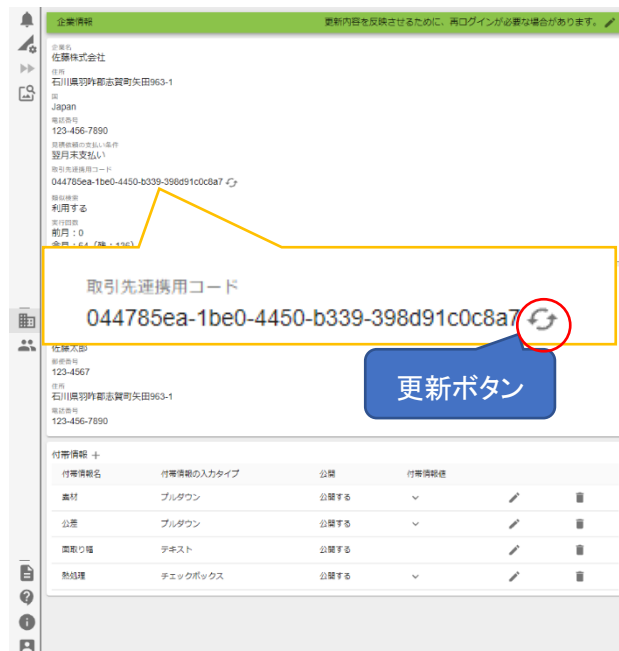 企業情報
更新内容を反映させるために、再ログインが必要な場合があります。
企業名
佐藤株式会社
住所
石川県羽咋郡志賀町矢田963-1
国
Japan
電話番号
123-456-7890
見積依頼の支払い条件
翌月末支払い
取引先連携用コード
044785ea-1be0-4450-b339-398d91c0c8a7
類似検索
利用する
実行回数
前月：0
今月：64（残：136）
取引先連携用コード
044785ea-1be0-4450-b339-398d91c0c8a7
更新ボタン
佐藤太郎
郵便番号
123-4567
住所
石川県羽咋郡志賀町矢田963-1
電話番号
123-456-7890
付帯情報 +
付帯情報名 付帯情報の入力タイプ 公開 付帯情報値
素材 プルダウン 公開する
公差 プルダウン 公開する
面取り幅 テキスト 公開する
熱処理 チェックボックス 公開する